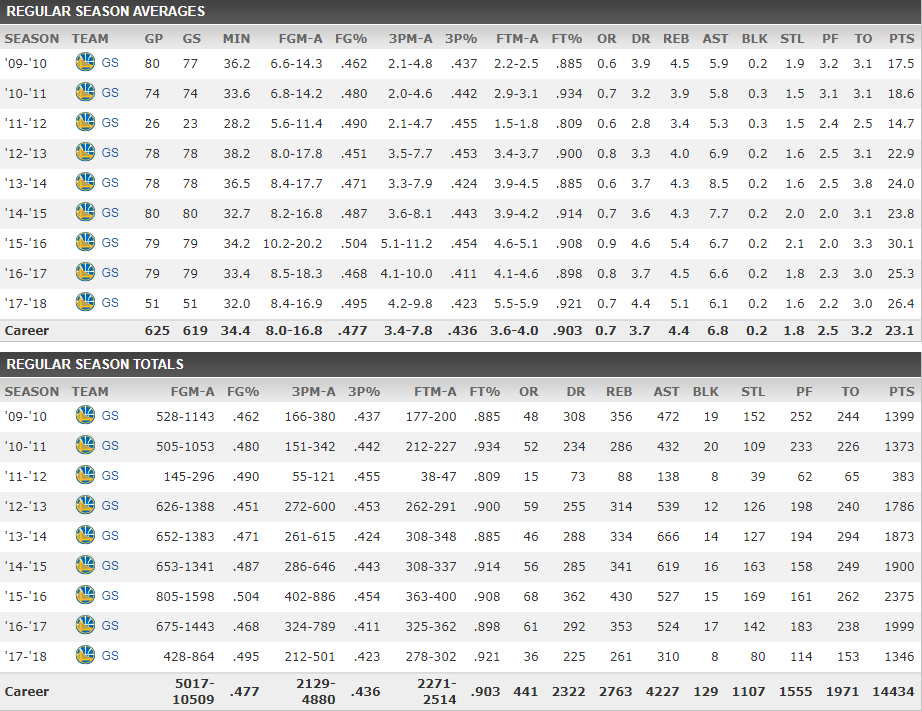 REGULAR SEASON AVERAGES
SEASON TEAM GP GS MIN FGM-A FG% 3PM-A 3P% FTM-A FT% OR DR REB AST BLK STL PF TO PTS
'09-'10 GS 80 77 36.2 6.6-14.3 .462 2.1-4.8 .437 2.2-2.5 .885 0.6 3.9 4.5 5.9 0.2 1.9 3.2 3.1 17.5
'10-'11 GS 74 74 33.6 6.8-14.2 .480 2.0-4.6 .442 2.9-3.1 .934 0.7 3.2 3.9 5.8 0.3 1.5 3.1 3.1 18.6
'11-'12 GS 26 23 28.2 5.6-11.4 .490 2.1-4.7 .455 1.5-1.8 .809 0.6 2.8 3.4 5.3 0.3 1.5 2.4 2.5 14.7
'12-'13 GS 78 78 38.2 8.0-17.8 .451 3.5-7.7 .453 3.4-3.7 .900 0.8 3.3 4.0 6.9 0.2 1.6 2.5 3.1 22.9
'13-'14 GS 78 78 36.5 8.4-17.7 .471 3.3-7.9 .424 3.9-4.5 .885 0.6 3.7 4.3 8.5 0.2 1.6 2.5 3.8 24.0
'14-'15 GS 80 80 32.7 8.2-16.8 .487 3.6-8.1 .443 3.9-4.2 .914 0.7 3.6 4.3 7.7 0.2 2.0 2.0 3.1 23.8
'15-'16 GS 79 79 34.2 10.2-20.2 .504 5.1-11.2 .454 4.6-5.1 .908 0.9 4.6 5.4 6.7 0.2 2.1 2.0 3.3 30.1
'16-'17 GS 79 79 33.4 8.5-18.3 .468 4.1-10.0 .411 4.1-4.6 .898 0.8 3.7 4.5 6.6 0.2 1.8 2.3 3.0 25.3
'17-'18 GS 51 51 32.0 8.4-16.9 .495 4.2-9.8 .423 5.5-5.9 .921 0.7 4.4 5.1 6.1 0.2 1.6 2.2 3.0 26.4
Career 625 619 34.4 8.0-16.8 .477 3.4-7.8 .436 3.6-4.0 .903 0.7 3.7 4.4 6.8 0.2 1.8 2.5 3.2 23.1
REGULAR SEASON TOTALS
SEASON TEAM FGM-A FG% 3PM-A 3P% FTM-A FT% OR DR REB AST BLK STL PF TO PTS
'09-'10 GS 528-1143 .462 166-380 .437 177-200 .885 48 308 356 472 19 152 252 244 1399
'10-'11 GS 505-1053 .480 151-342 .442 212-227 .934 52 234 286 432 20 109 233 226 1373
'11-'12 GS 145-296 .490 55-121 .455 38-47 .809 15 73 88 138 8 39 62 65 383
'12-'13 GS 626-1388 .451 272-600 .453 262-291 .900 59 255 314 539 12 126 198 240 1786
'13-'14 GS 652-1383 .471 261-615 .424 308-348 .885 46 288 334 666 14 127 194 294 1873
'14-'15 GS 653-1341 .487 286-646 .443 308-337 .914 56 285 341 619 16 163 158 249 1900
'15-'16 GS 805-1598 .504 402-886 .454 363-400 .908 68 362 430 527 15 169 161 262 2375
'16-'17 GS 675-1443 .468 324-789 .411 325-362 .898 61 292 353 524 17 142 183 238 1999
'17-'18 GS 428-864 .495 212-501 .423 278-302 .921 36 225 261 310 8 80 114 153 1346
Career 5017-10509 .477 2129-4880 .436 2271-2514 .903 441 2322 2763 4227 129 1107 1555 1971 14434